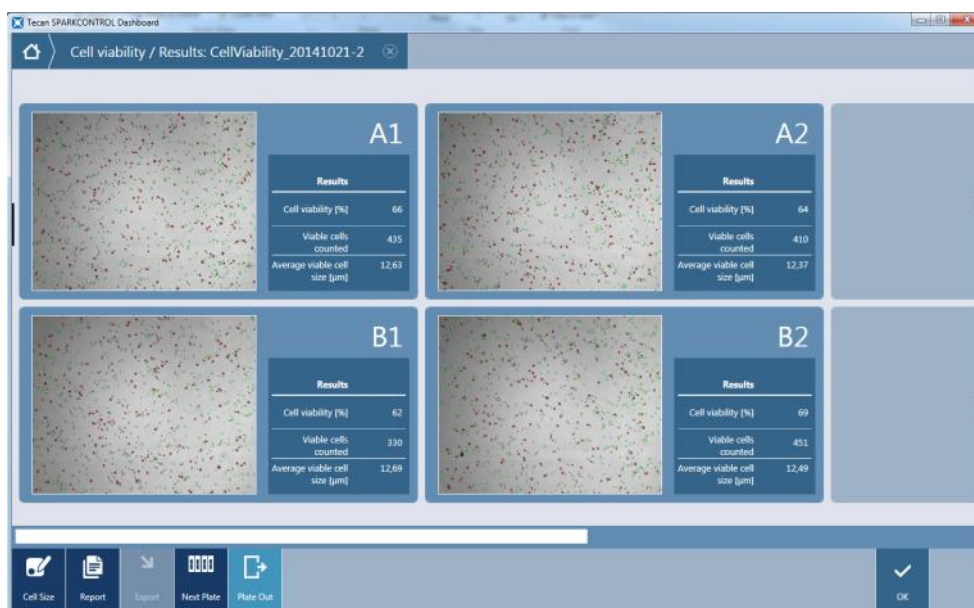 Tecan SPARKCONTROL Dashboard
Cell viability / Results: CellViability_20141021-2
A1
Results
Cell viability [%] 66
Viable cells
counted 435
Average viable cell
size [µm] 12,63
A2
Results
Cell viability [%] 64
Viable cells
counted 410
Average viable cell
size [µm] 12,37
B1
Results
Cell viability [%] 62
Viable cells
counted 330
Average viable cell
size [µm] 12,69
B2
Results
Cell viability [%] 69
Viable cells
counted 451
Average viable cell
size [µm] 12,49
Cell Size Report Export Next Plate Plate Out OK